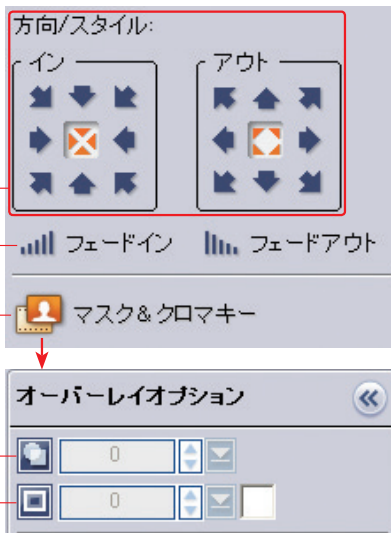 方向/スタイル:
イン アウト
フェードイン フェードアウト
マスク&クロマキー
オーバーレイオプション
0
0